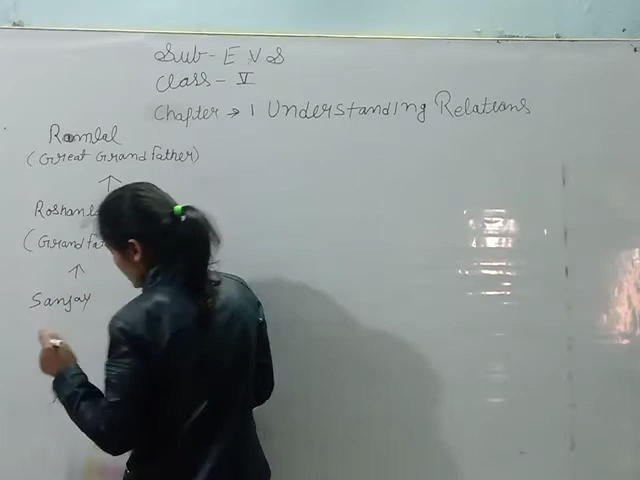 Sub- E V S
Class - V
Chapter → 1 Understanding Relations
Ramlal
(Great Grand Father)
↑
(Grand
↑
Sanjay